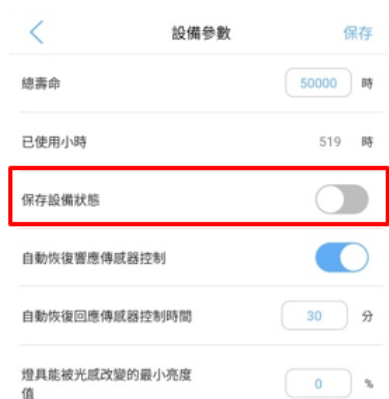 設備參數 保存
總壽命 50000 時
已使用小時 519 時
保存設備狀態
自動恢復響應傳感器控制
自動恢復回應傳感器控制時間 30 分
燈具能被光感改變的最小亮度
值 0 %